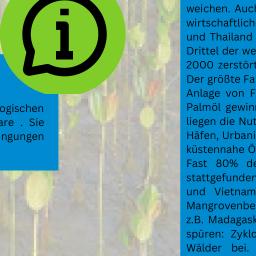 ogischen
are . Sie
ngungen
weichen. Auch
wirtschaftlich
und Thailand
Drittel der we
2000 zerstört
Der größte Fa
Anlage von F
Palmöl gewin
liegen die Nut
Häfen, Urbani
küstennahe Ö
Fast 80% de
stattgefunden
und Vietnam
Mangrovenbe
z.B. Madagask
spüren: Zyklo
Wälder bei.